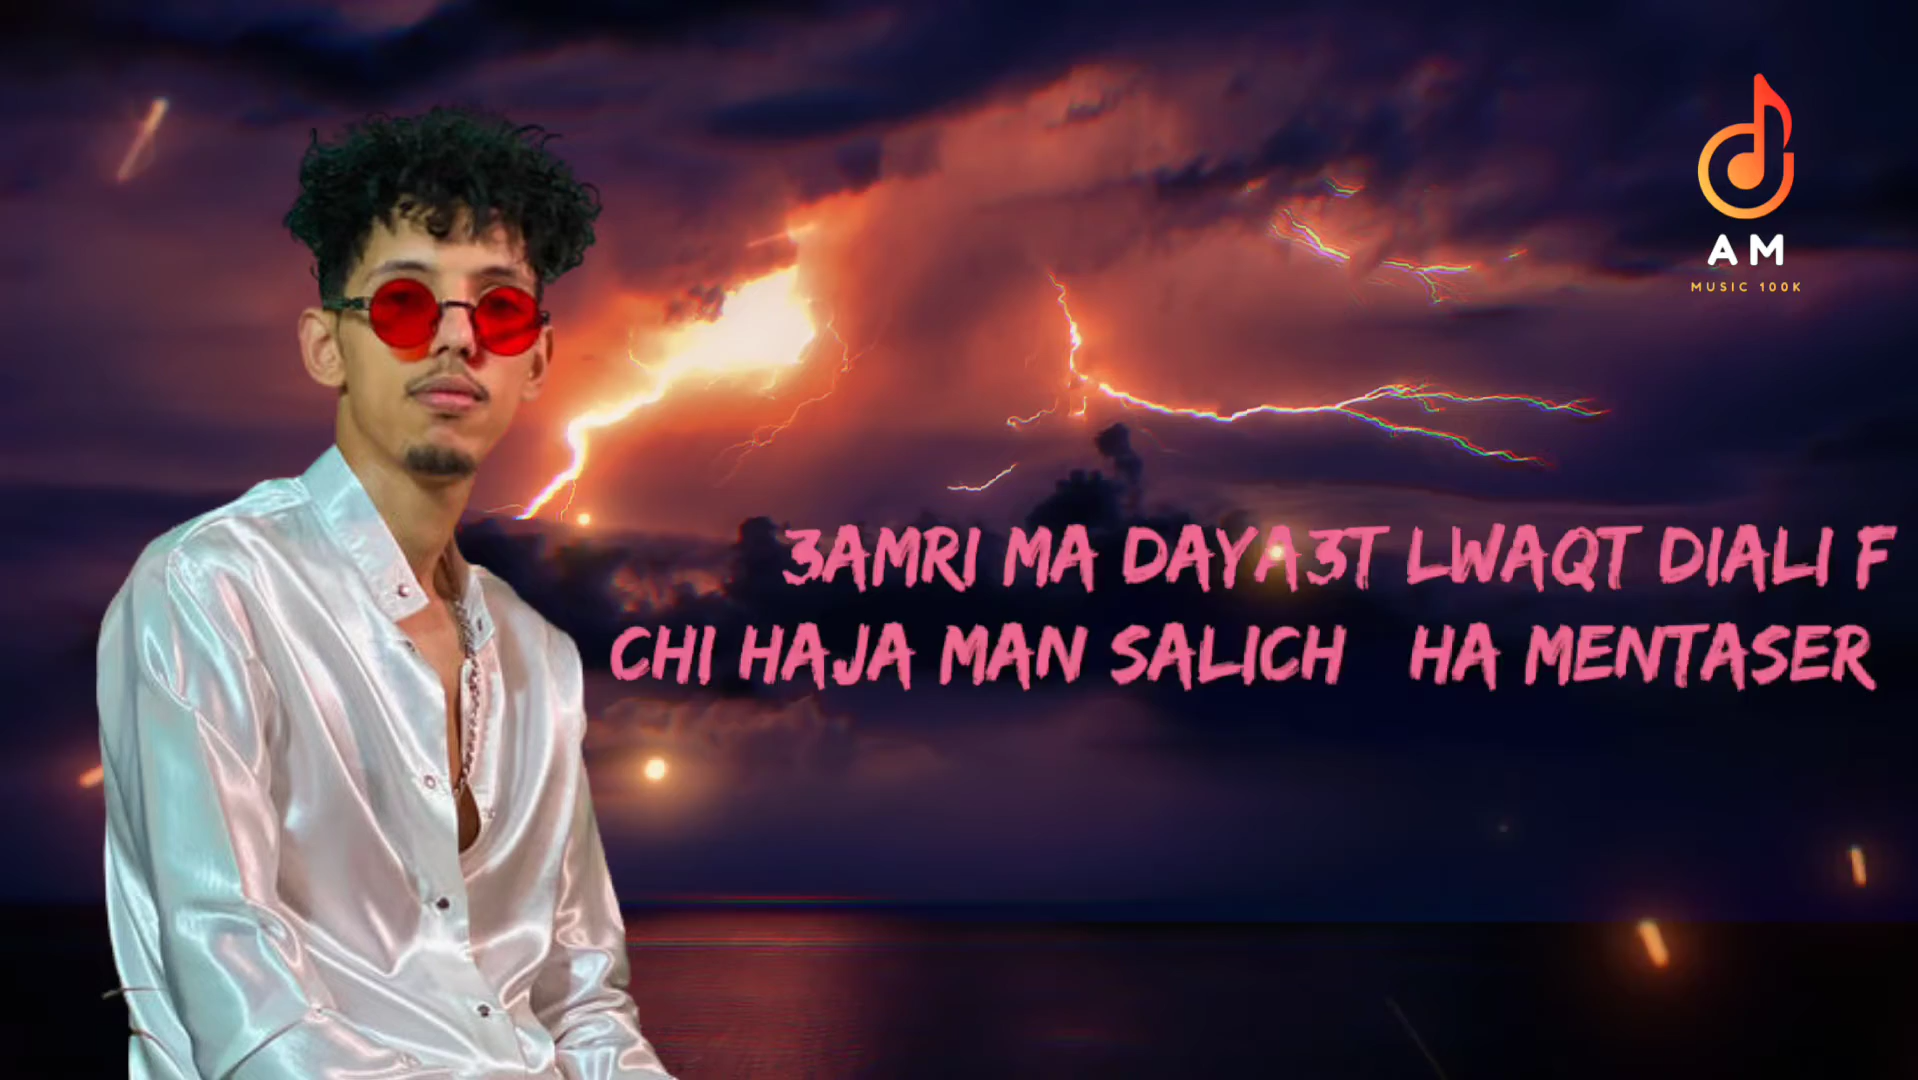 AM
MUSIC 100K
3AMRI MA DAYA3T LWAQT DIALI F
CHI HAJA MAN SALICH HA MENTASER